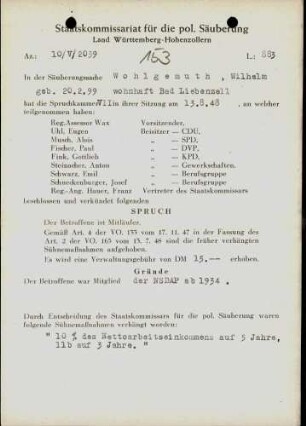 Staatskommissariat für die pol. Säuberung
Land Württemberg-Hohenzollern
Az.: 10/V/2039 153 L: 883
In der Säuberungssache Wohlgemuth, Wilhelm
geb. 20.2.99 wohnhaft Bad Liebenzell
hat die Spruchkammer VII in ihrer Sitzung am 13.8.48, an welcher
teilgenommen haben:
Reg.Assessor Wax Vorsitzender,
Uhl, Eugen Beisitzer – CDU,
Munsch, Alois – SPD,
Fischer, Paul – DVP,
Fink, Gottlieb – KPD,
Steinacher, Anton – Gewerkschaften,
Schwarz, Emil – Berufsgruppe
Schneckenburger, Josef – Berufsgruppe
Reg.-Ang. Hauer, Franz Vertreter des Staatskommissars
beschlossen und verkündet folgenden
SPRUCH
Der Betroffene ist Mitläufer.
Gemäß Art. 4 der VO. 133 vom 17. 11. 47 in der Fassung des
Art. 2 der VO. 165 vom 13. 7. 48 sind die früher verhängten
Sühnemaßnahmen aufgehoben.
Es wird eine Verwaltungsgebühr von DM 15.-- erhoben.
Gründe
Der Betroffene war Mitglied der NSDAP ab 1934.
Durch Entscheidung des Staatskommissars für die pol. Säuberung waren
folgende Sühnemaßnahmen verhängt worden:
" 10 % des Nettoarbeitseinkommens auf 3 Jahre,
11b auf 3 Jahre. "